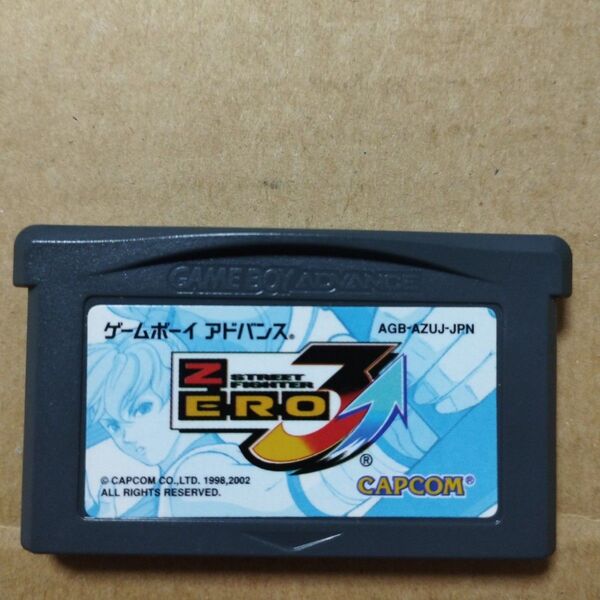 GAME BOY ADVANCE
ゲームボーイ アドバンス®
AGB-AZUJ-JPN
STREET FIGHTER
ZERO 3
®
© CAPCOM CO., LTD. 1998, 2002
ALL RIGHTS RESERVED.
CAPCOM®